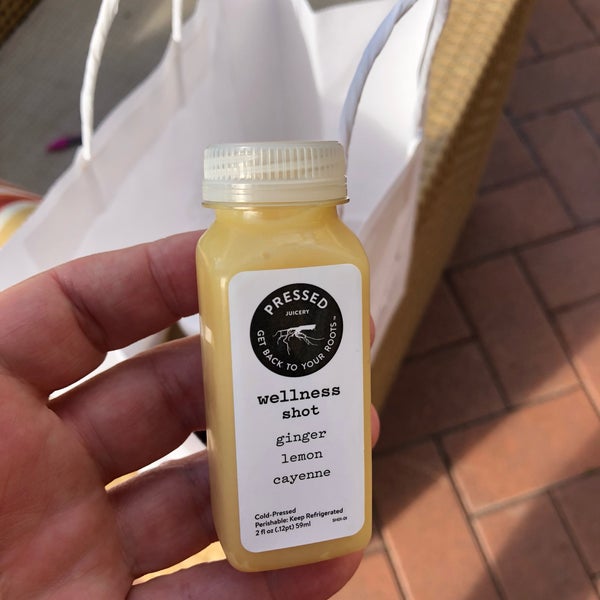 PRESSED
JUICERY
GET BACK TO YOUR ROOTS™
wellness
shot
ginger
lemon
cayenne
Cold-Pressed
Perishable: Keep Refrigerated
2 fl oz (.12pt) 59ml